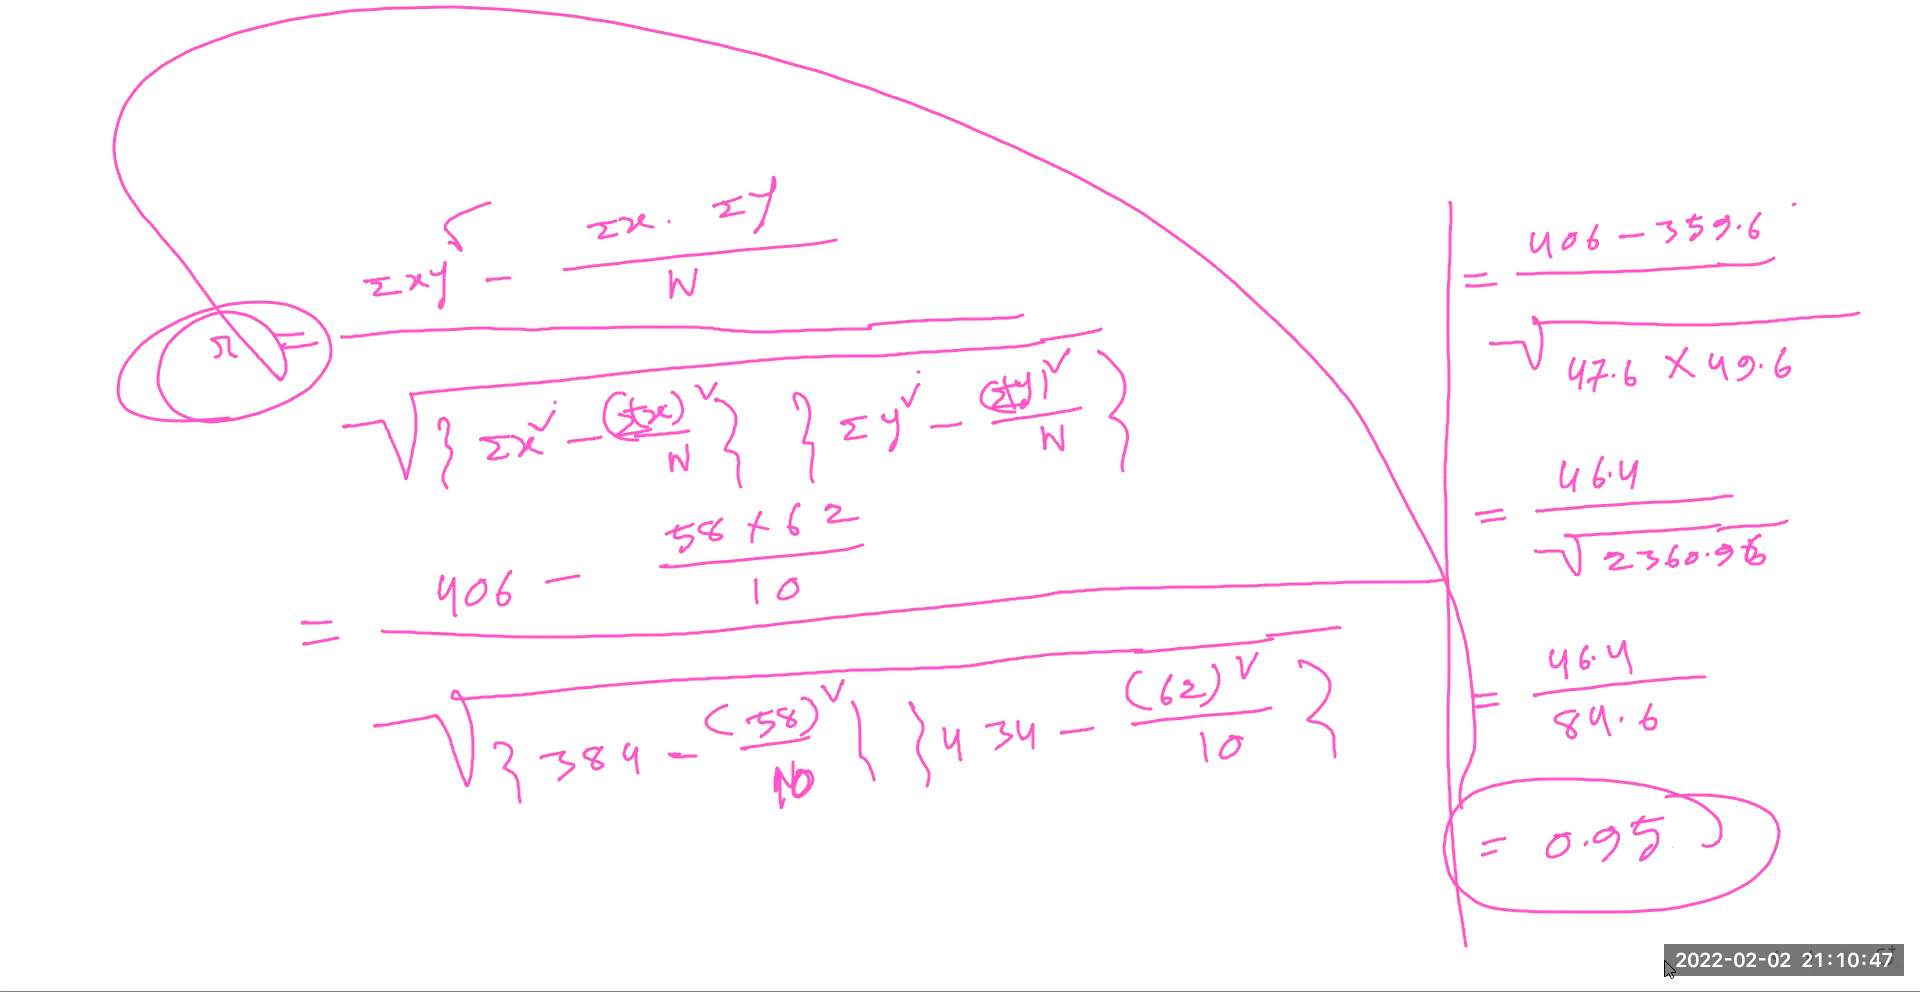 r = (Σxy - (Σx · Σy)/N) / √({Σx² - (Σx)²/N} {Σy² - (Σy)²/N})
= (406 - (58 × 62)/10) / √({384 - (58)²/10} {434 - (62)²/10})
= (406 - 359.6) / √(47.6 × 49.6)
= 46.4 / √2360.96
= 46.4 / 84.6
= 0.95
2022-02-02 21:10:47